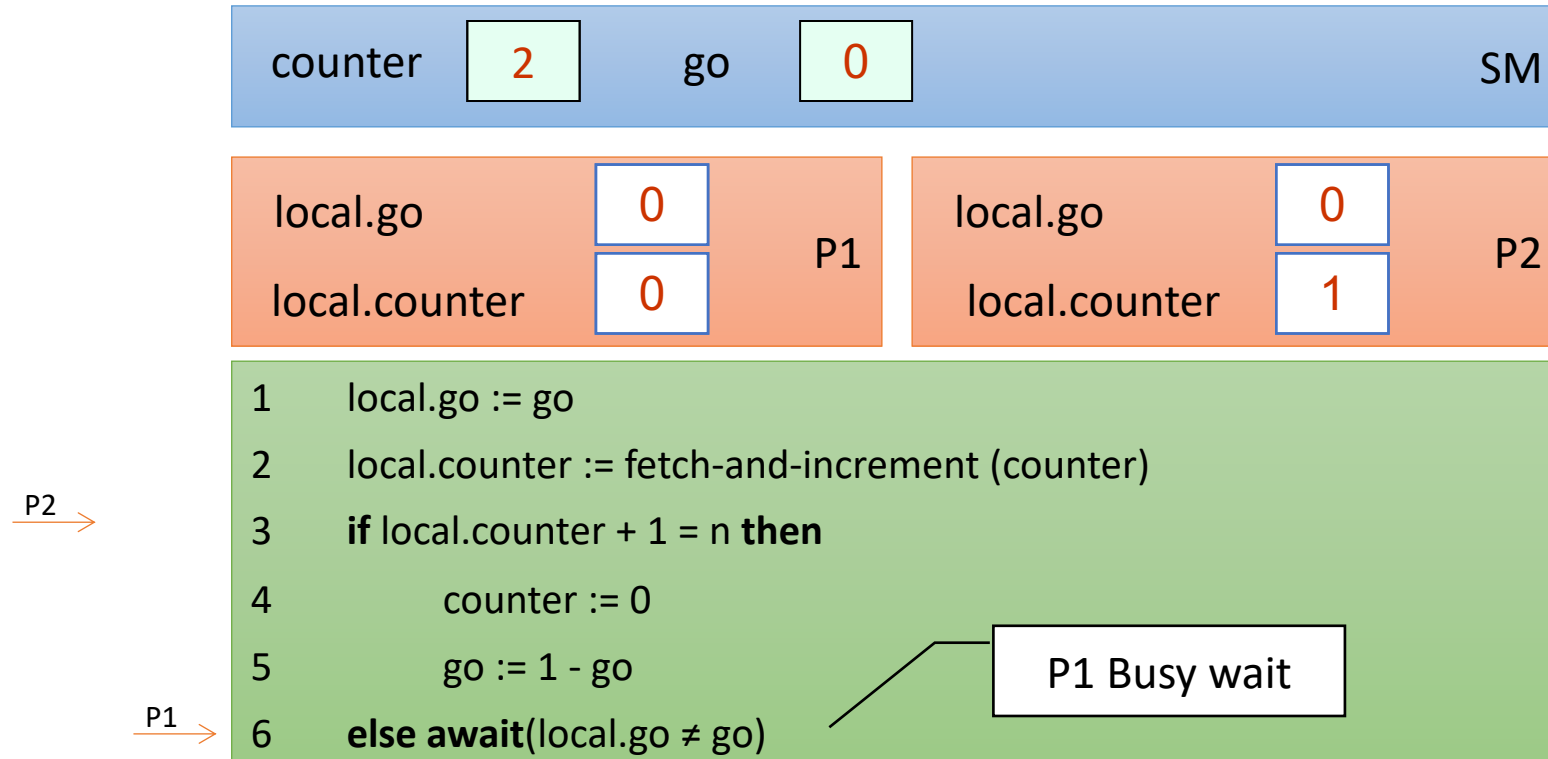 counter 2 go 0 SM
local.go 0 P1 local.go 0 P2
local.counter 0 local.counter 1
1 local.go := go
2 local.counter := fetch-and-increment (counter)
P2
3 if local.counter + 1 = n then
4 counter := 0
5 go := 1 - go
P1 Busy wait
P1
6 else await(local.go ≠ go)